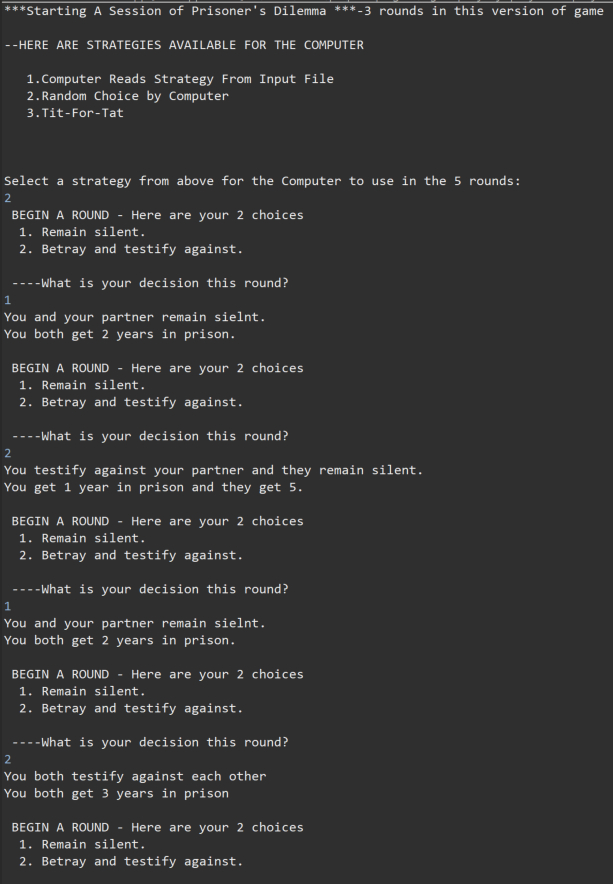 ***Starting A Session of Prisoner's Dilemma ***-3 rounds in this version of game
--HERE ARE STRATEGIES AVAILABLE FOR THE COMPUTER
1.Computer Reads Strategy From Input File
2.Random Choice by Computer
3.Tit-For-Tat
Select a strategy from above for the Computer to use in the 5 rounds:
2
BEGIN A ROUND - Here are your 2 choices
1. Remain silent.
2. Betray and testify against.
----What is your decision this round?
1
You and your partner remain sielnt.
You both get 2 years in prison.
BEGIN A ROUND - Here are your 2 choices
1. Remain silent.
2. Betray and testify against.
----What is your decision this round?
2
You testify against your partner and they remain silent.
You get 1 year in prison and they get 5.
BEGIN A ROUND - Here are your 2 choices
1. Remain silent.
2. Betray and testify against.
----What is your decision this round?
1
You and your partner remain sielnt.
You both get 2 years in prison.
BEGIN A ROUND - Here are your 2 choices
1. Remain silent.
2. Betray and testify against.
----What is your decision this round?
2
You both testify against each other
You both get 3 years in prison
BEGIN A ROUND - Here are your 2 choices
1. Remain silent.
2. Betray and testify against.